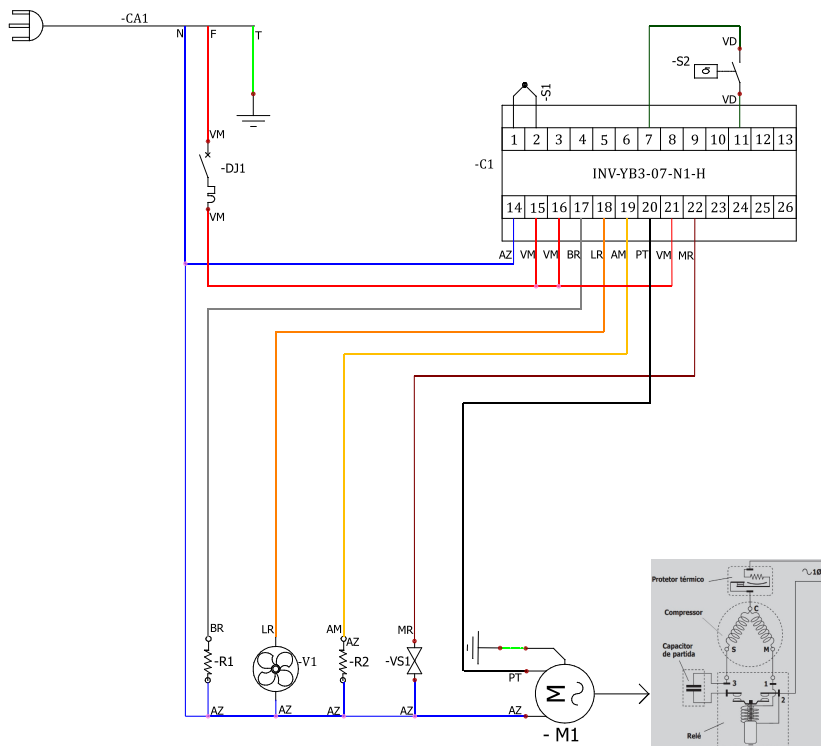 -CA1
N
F
T
VM
-DJ1
VM
VD
-S2
VD
-S1
-C1
1 2 3 4 5 6 7 8 9 10 11 12 13
INV-YB3-07-N1-H
14 15 16 17 18 19 20 21 22 23 24 25 26
AZ VM VM BR LR AM PT VM MR
BR
LR
AM
AZ
MR
-R1
-V1
-R2
-VS1
PT
M
AZ AZ AZ AZ AZ
- M1
Protetor térmico
1Ø
Compressor
C
S
M
Capacitor
de partida
3
1
2
Relé